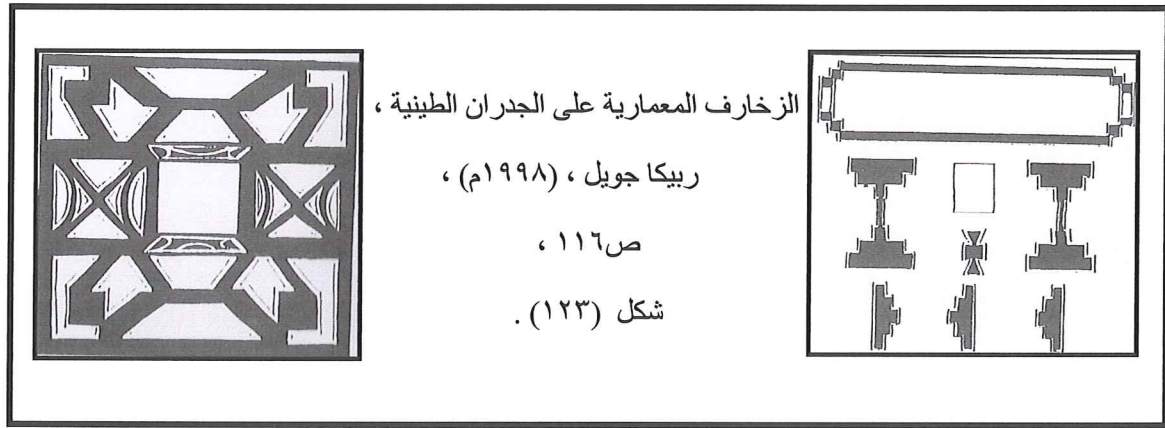 الزخارف المعمارية على الجدران الطينية ،
ربيكا جويل ، (١٩٩٨م) ،
ص١١٦ ،
شكل (١٢٣) .